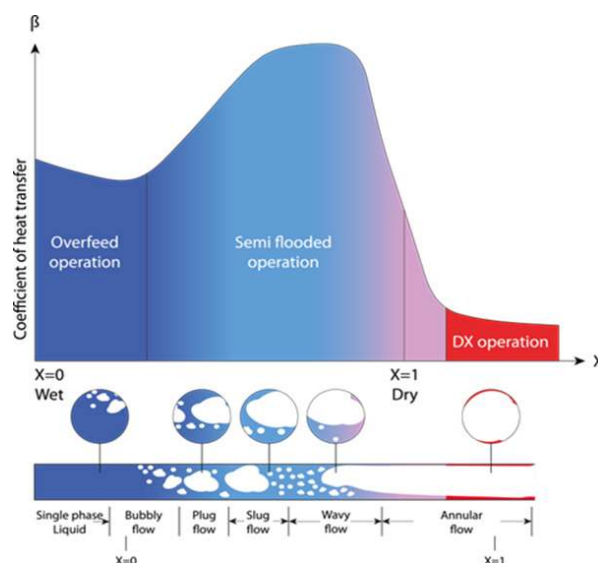 β
Coefficient of heat transfer
Overfeed
operation
Semi flooded
operation
DX operation
X=0
Wet
X=1
Dry
X
Single phase
Liquid
Bubbly
flow
Plug
flow
Slug
flow
Wavy
flow
Annular
flow
X=0
X=1